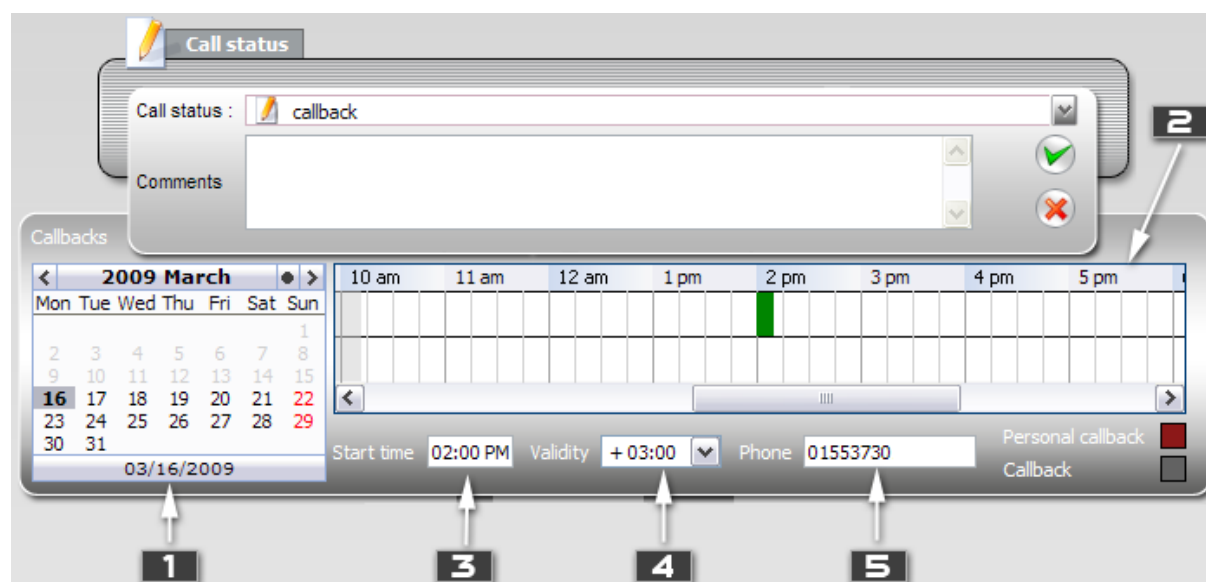 Call status
Call status : callback
2
Comments
Callbacks
2009 March
Mon Tue Wed Thu Fri Sat Sun
1
2 3 4 5 6 7 8
9 10 11 12 13 14 15
16 17 18 19 20 21 22
23 24 25 26 27 28 29
30 31
03/16/2009
10 am 11 am 12 am 1 pm 2 pm 3 pm 4 pm 5 pm
Start time 02:00 PM Validity + 03:00 Phone 01553730
Personal callback
Callback
1 3 4 5